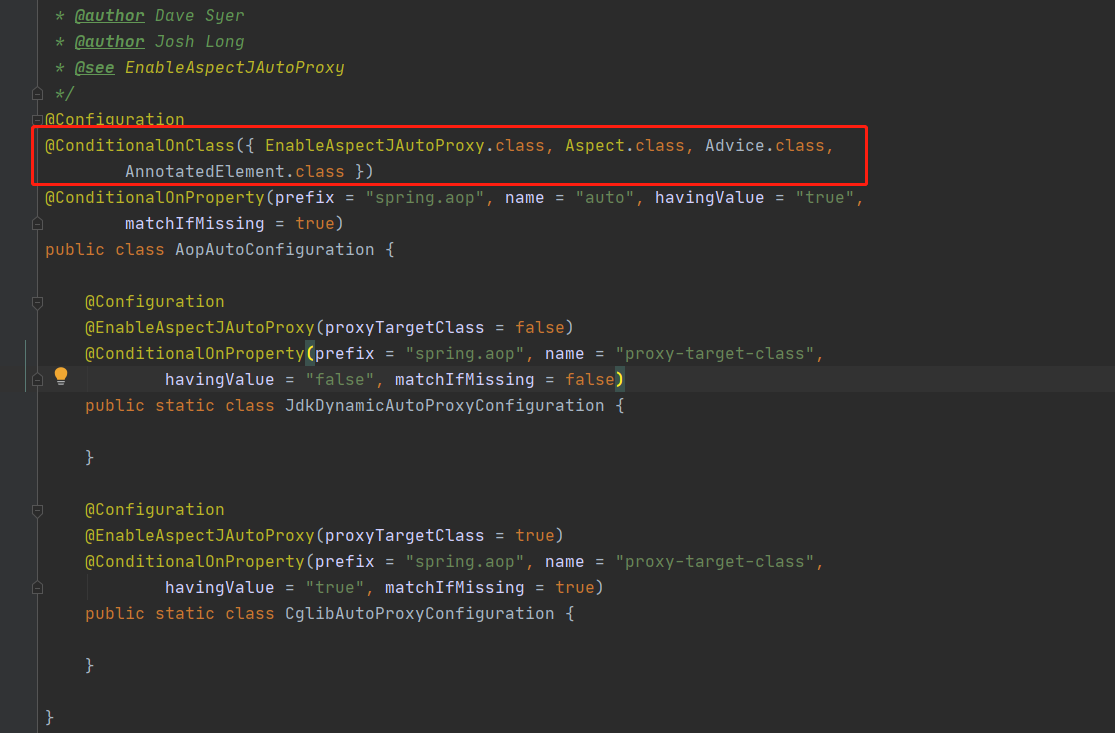 * @author Dave Syer
* @author Josh Long
* @see EnableAspectJAutoProxy
*/
@Configuration
@ConditionalOnClass({ EnableAspectJAutoProxy.class, Aspect.class, Advice.class,
AnnotatedElement.class })
@ConditionalOnProperty(prefix = "spring.aop", name = "auto", havingValue = "true",
matchIfMissing = true)
public class AopAutoConfiguration {
@Configuration
@EnableAspectJAutoProxy(proxyTargetClass = false)
@ConditionalOnProperty(prefix = "spring.aop", name = "proxy-target-class",
havingValue = "false", matchIfMissing = false)
public static class JdkDynamicAutoProxyConfiguration {
}
@Configuration
@EnableAspectJAutoProxy(proxyTargetClass = true)
@ConditionalOnProperty(prefix = "spring.aop", name = "proxy-target-class",
havingValue = "true", matchIfMissing = true)
public static class CglibAutoProxyConfiguration {
}
}